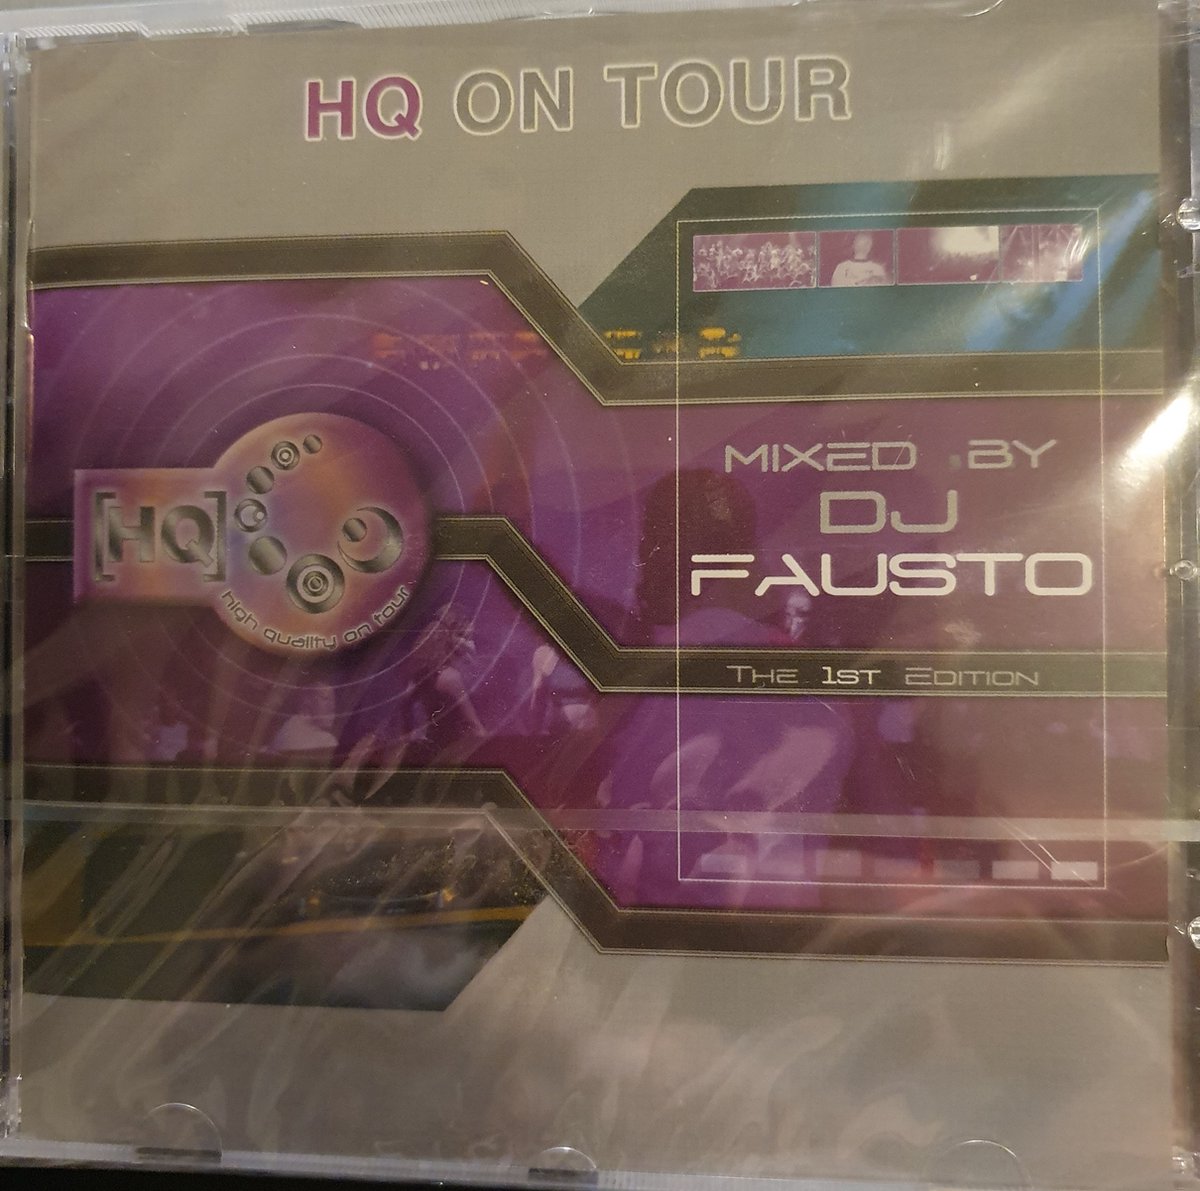 HQ ON TOUR
MIXED .BY
DJ
FAUSTO
[HQ]
high quality on tour
THE 1ST EDITION